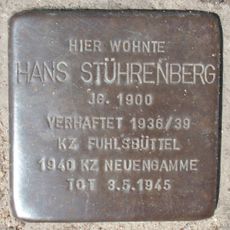 HIER WOHNTE
HANS STÜHRENBERG
JG. 1900
VERHAFTET 1936/39
KZ FUHLSBÜTTEL
1940 KZ NEUENGAMME
TOT 3.5.1945